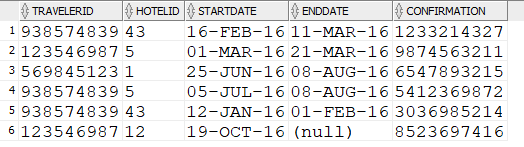 TRAVELERID HOTELID STARTDATE ENDDATE CONFIRMATION
1 938574839 43 16-FEB-16 11-MAR-16 1233214327
2 123546987 5 01-MAR-16 21-MAR-16 9874563211
3 569845123 1 25-JUN-16 08-AUG-16 6547893215
4 938574839 5 05-JUL-16 08-AUG-16 5412369872
5 938574839 43 12-JAN-16 01-FEB-16 3036985214
6 123546987 12 19-OCT-16 (null) 8523697416